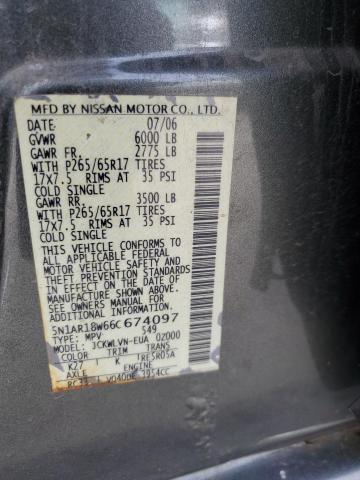 MFD BY NISSAN MOTOR CO., LTD.
DATE 07/06
GVWR 6000 LB
GAWR FR. 2775 LB
WITH P265/65R17 TIRES
17X7.5 RIMS AT 35 PSI
COLD SINGLE
GAWR RR. 3500 LB
WITH P265/65R17 TIRES
17X7.5 RIMS AT 35 PSI
COLD SINGLE
THIS VEHICLE CONFORMS TO
ALL APPLICABLE FEDERAL
MOTOR VEHICLE SAFETY AND
THEFT PREVENTION STANDARDS
IN EFFECT ON THE DATE OF
MANUFACTURE SHOWN ABOVE.
SEE OWNER'S MANUAL FOR
ADDITIONAL INFORMATION.
5N1AR18W66C674097
TYPE: MPV 549
MODEL: JCKWLVN-EUA 02000
COLOR TRIM TRANS
K27 K RE5R05A
AXLE ENGINE
VQ40DE 3954CC